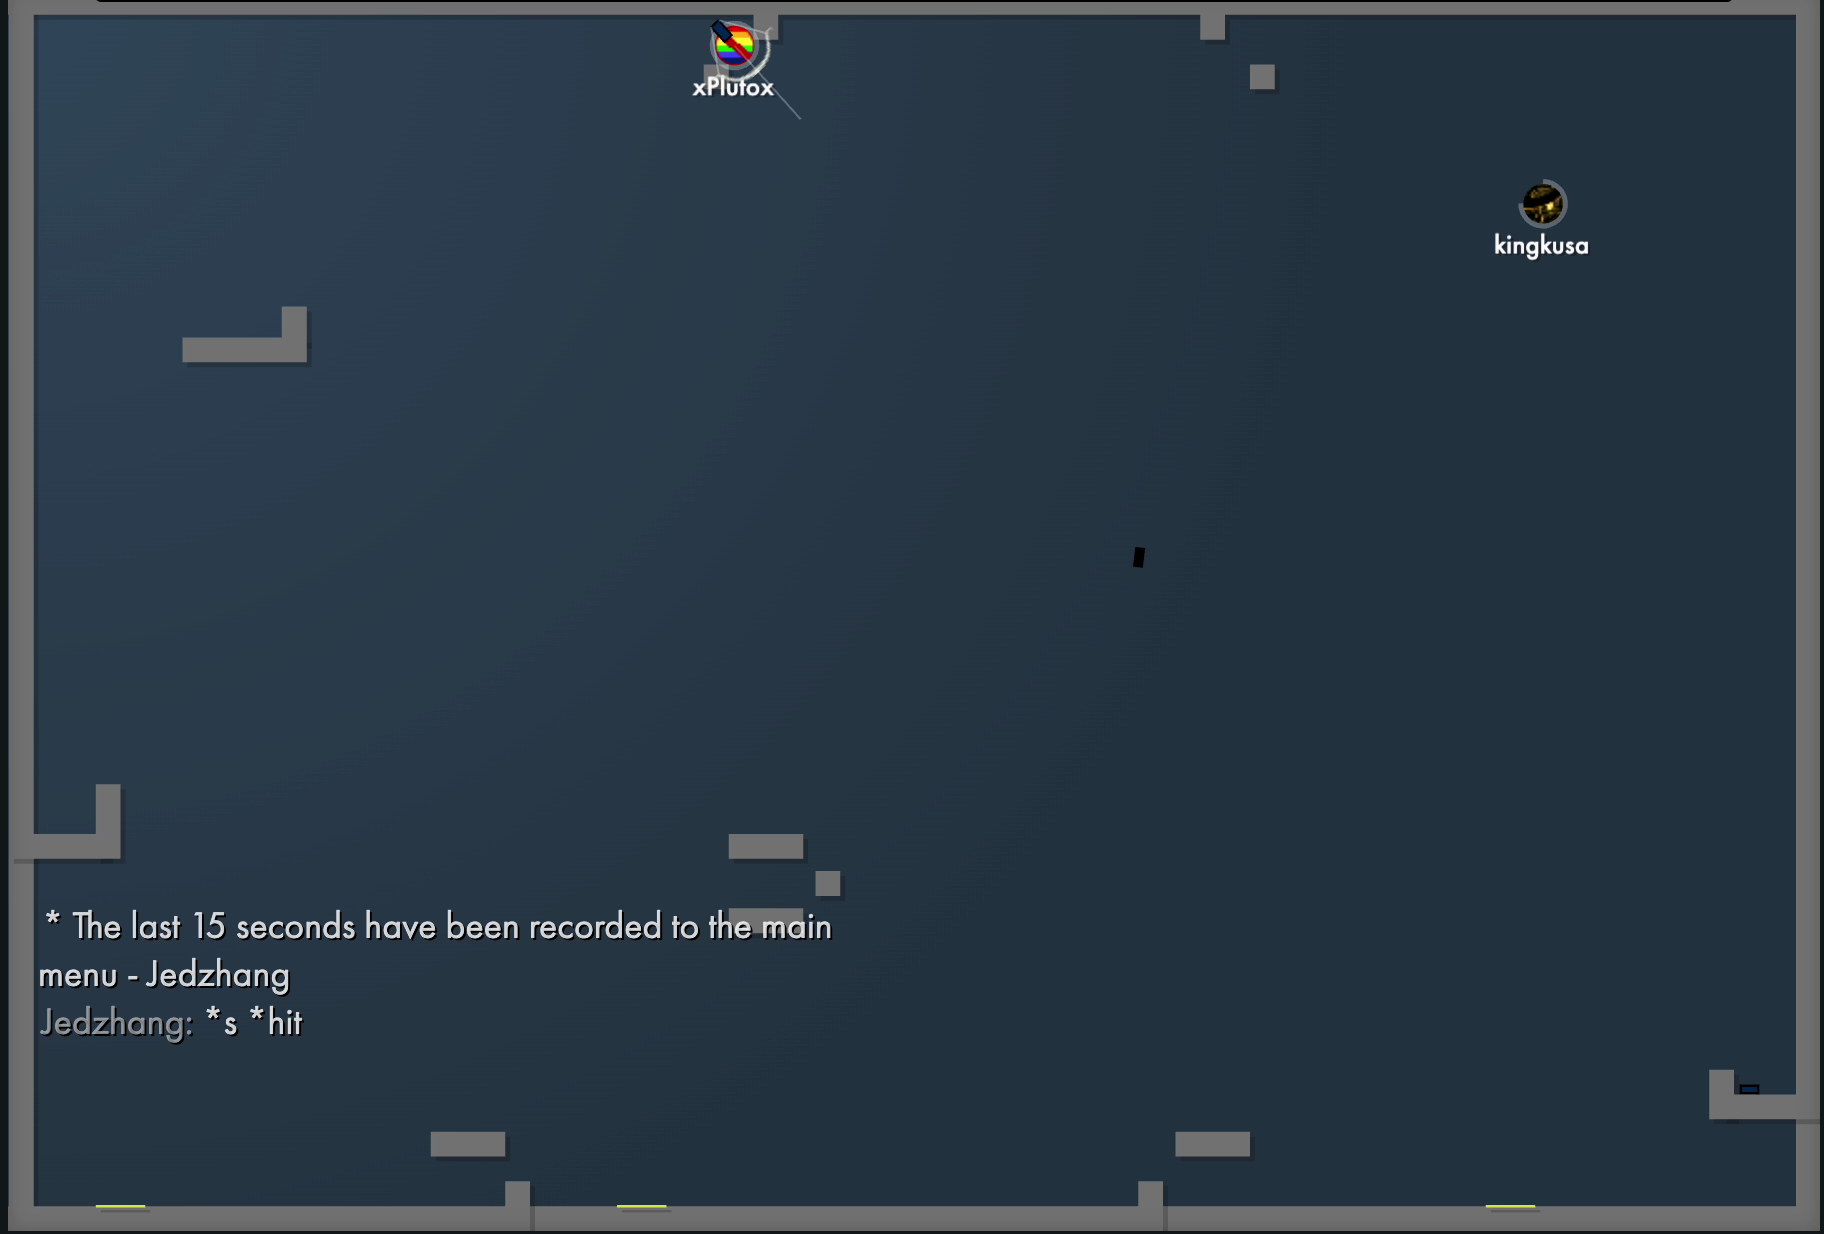 xPlutox
kingkusa
* The last 15 seconds have been recorded to the main
menu - Jedzhang
Jedzhang: *s *hit